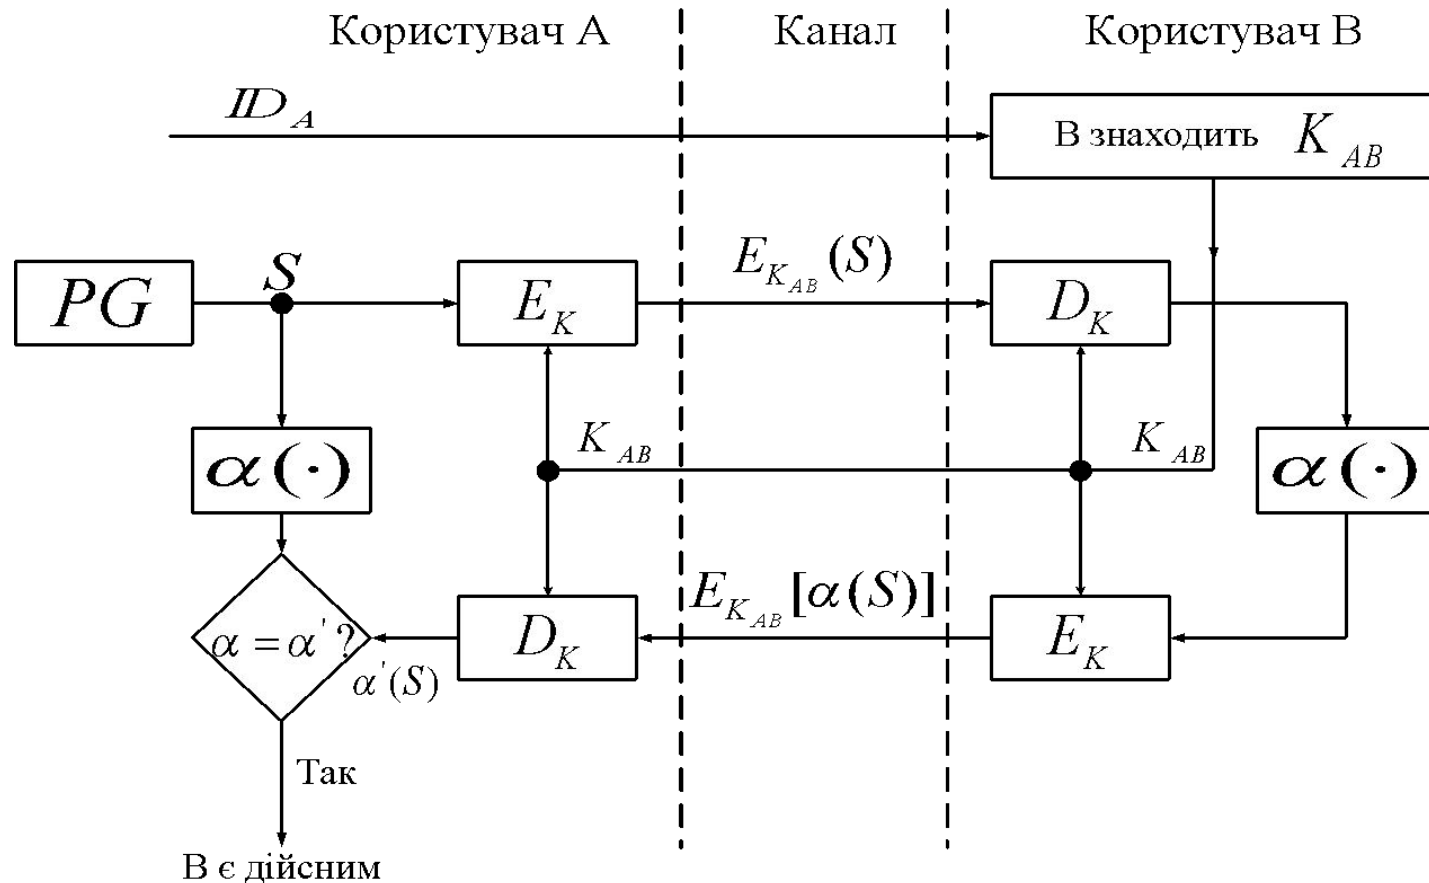 Користувач А Канал Користувач В
ID_A
В знаходить K_AB
E_{K_AB}(S)
PG S E_K D_K
K_AB K_AB
α(·) α(·)
E_{K_AB}[α(S)]
α = α' ? D_K E_K
α'(S)
Так
В є дійсним